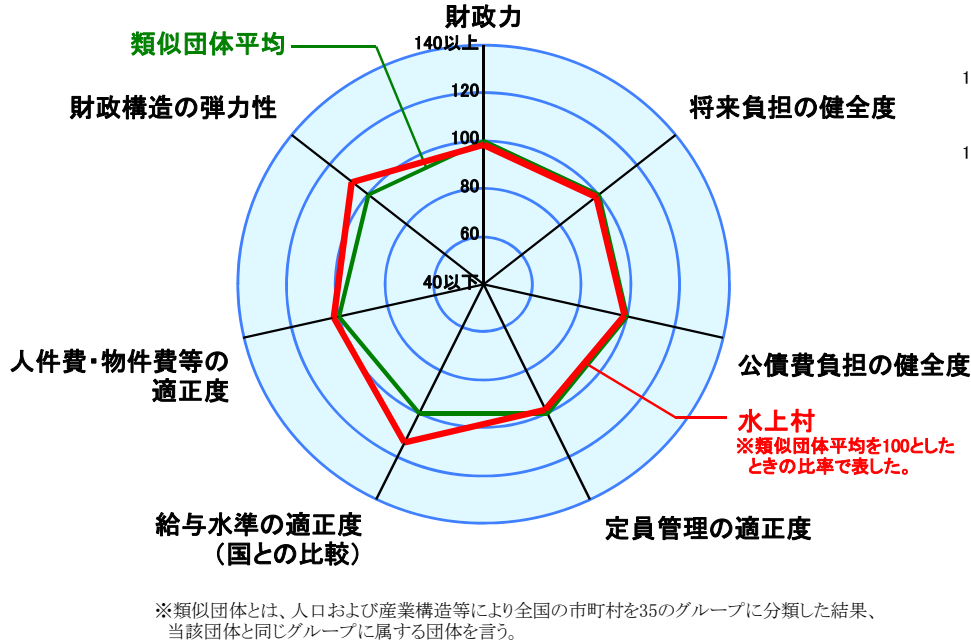 財政力
140以上
類似団体平均
1
120
財政構造の弾力性
将来負担の健全度
100
1
80
60
40以下
人件費・物件費等の
適正度
公債費負担の健全度
水上村
※類似団体平均を100とした
ときの比率で表した。
給与水準の適正度
（国との比較）
定員管理の適正度
※類似団体とは、人口および産業構造等により全国の市町村を35のグループに分類した結果、
当該団体と同じグループに属する団体を言う。